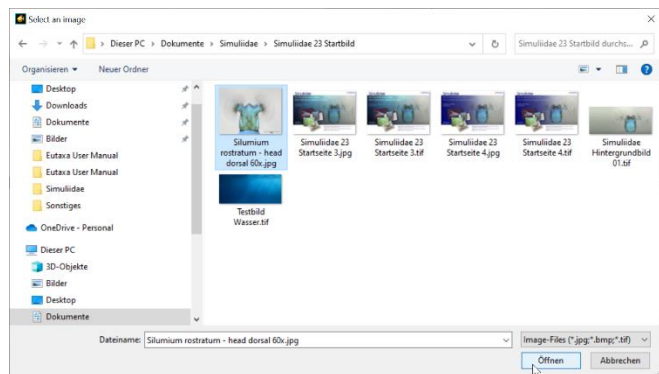 Select an image
Dieser PC > Dokumente > Simuliidae > Simuliidae 23 Startbild
Simuliidae 23 Startbild durchs...
Organisieren
Neuer Ordner
Desktop
Downloads
Dokumente
Bilder
Eutaxa User Manual
Eutaxa User Manual
Simuliidae
Sonstiges
OneDrive - Personal
Dieser PC
3D-Objekte
Bilder
Desktop
Dokumente
Silumium
rostratum - head
dorsal 60x.jpg
Simuliidae 23
Startseite 3.jpg
Simuliidae 23
Startseite 3.tif
Simuliidae 23
Startseite 4.jpg
Simuliidae 23
Startseite 4.tif
Simuliidae
Hintergrundbild
01.tif
Testbild
Wasser.tif
Dateiname: Silumium rostratum - head dorsal 60x.jpg
Image-Files (*.jpg;*.bmp;*.tif)
Öffnen
Abbrechen